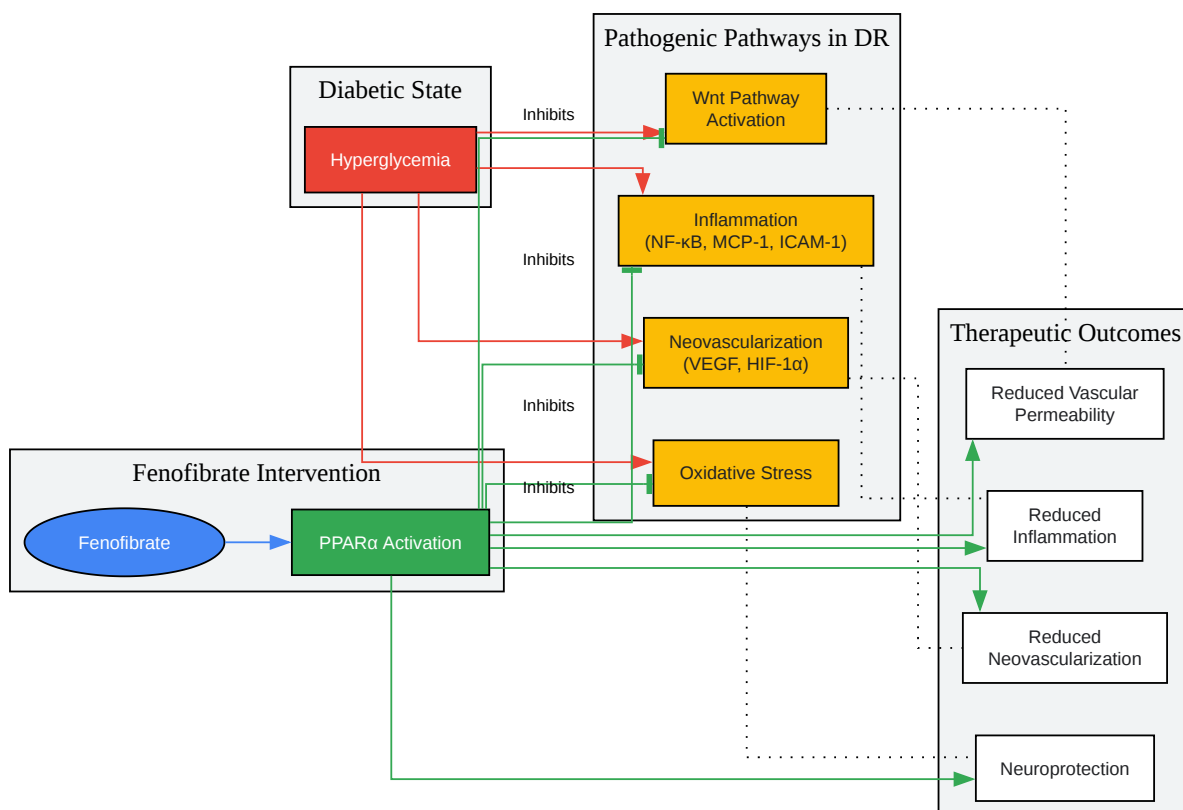 Pathogenic Pathways in DR
Diabetic State
Wnt Pathway
Activation
Inhibits
Hyperglycemia
Inflammation
(NF-κB, MCP-1, ICAM-1)
Inhibits
Neovascularization
(VEGF, HIF-1α)
Therapeutic Outcomes
Reduced Vascular
Permeability
Inhibits
Fenofibrate Intervention
Oxidative Stress
Inhibits
Fenofibrate
PPARα Activation
Reduced
Inflammation
Reduced
Neovascularization
Neuroprotection